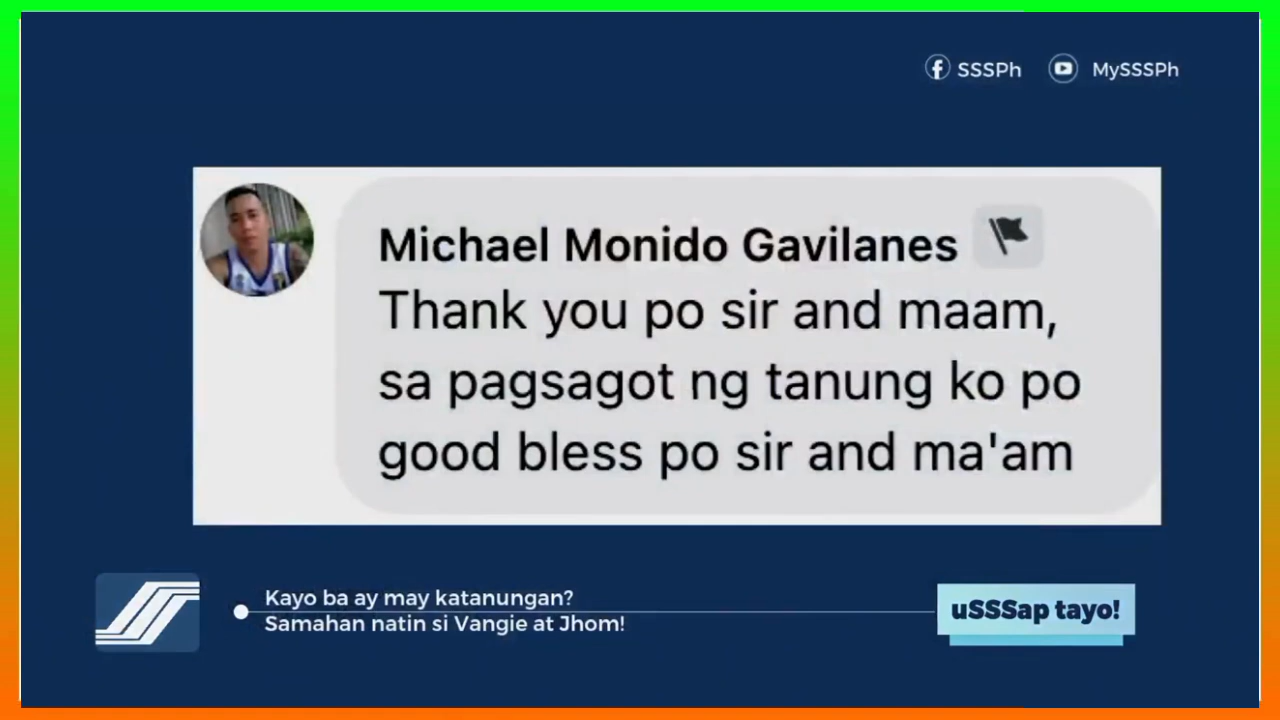 SSSPh MySSSPh
Michael Monido Gavilanes
Thank you po sir and maam,
sa pagsagot ng tanung ko po
good bless po sir and ma'am
Kayo ba ay may katanungan?
Samahan natin si Vangie at Jhom!
uSSSap tayo!